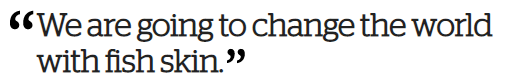 “We are going to change the world
with fish skin.”